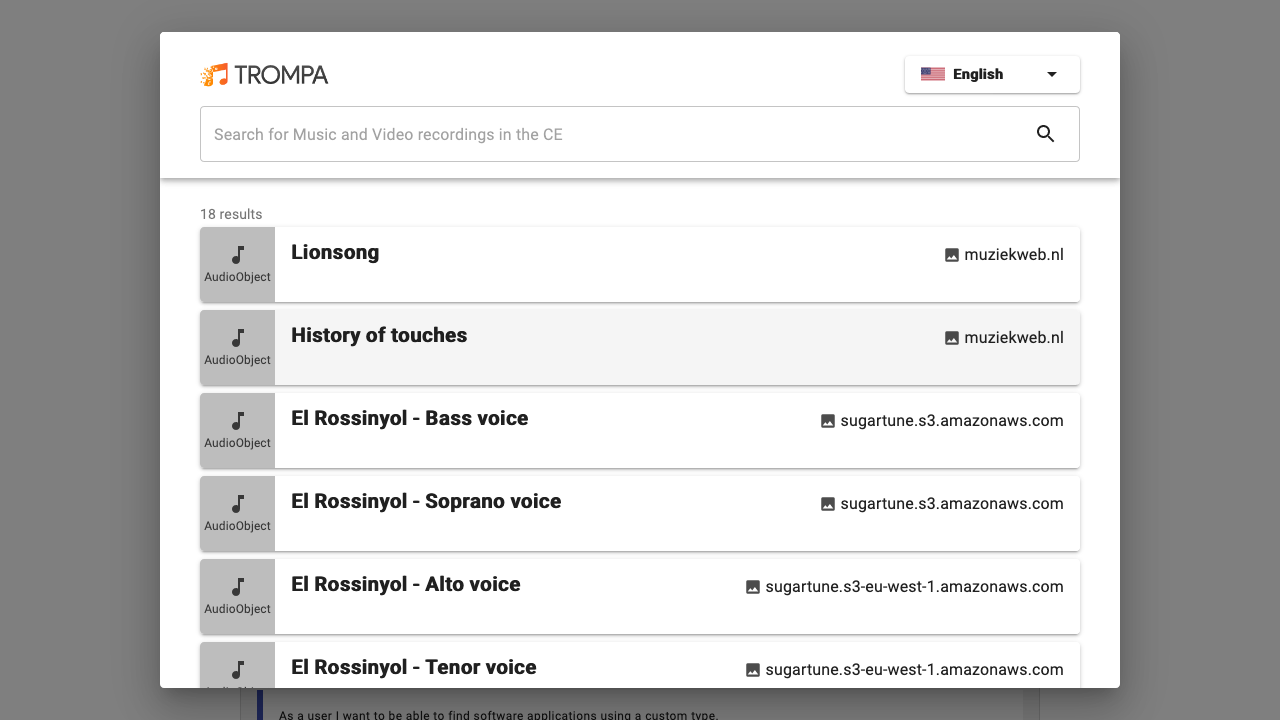 TROMPA
English
Search for Music and Video recordings in the CE
18 results
AudioObject
Lionsong
muziekweb.nl
AudioObject
History of touches
muziekweb.nl
AudioObject
El Rossinyol - Bass voice
sugartune.s3.amazonaws.com
AudioObject
El Rossinyol - Soprano voice
sugartune.s3.amazonaws.com
AudioObject
El Rossinyol - Alto voice
sugartune.s3-eu-west-1.amazonaws.com
El Rossinyol - Tenor voice
sugartune.s3-eu-west-1.amazonaws.com
As a user I want to be able to find software applications using a custom type.